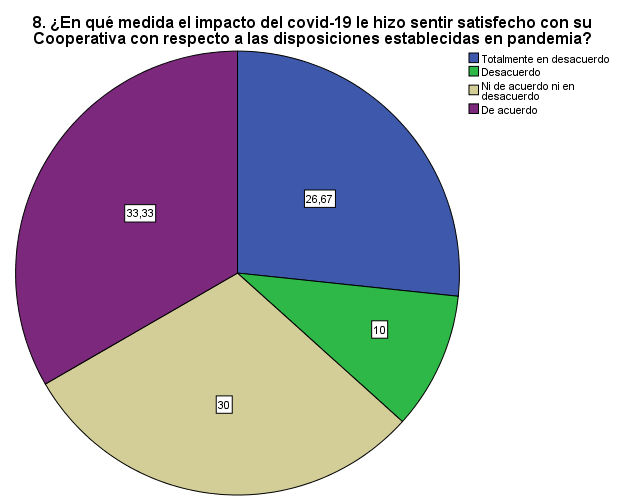 8. ¿En qué medida el impacto del covid-19 le hizo sentir satisfecho con su
Cooperativa con respecto a las disposiciones establecidas en pandemia?
Totalmente en desacuerdo
Desacuerdo
Ni de acuerdo ni en
desacuerdo
De acuerdo
26,67
33,33
10
30